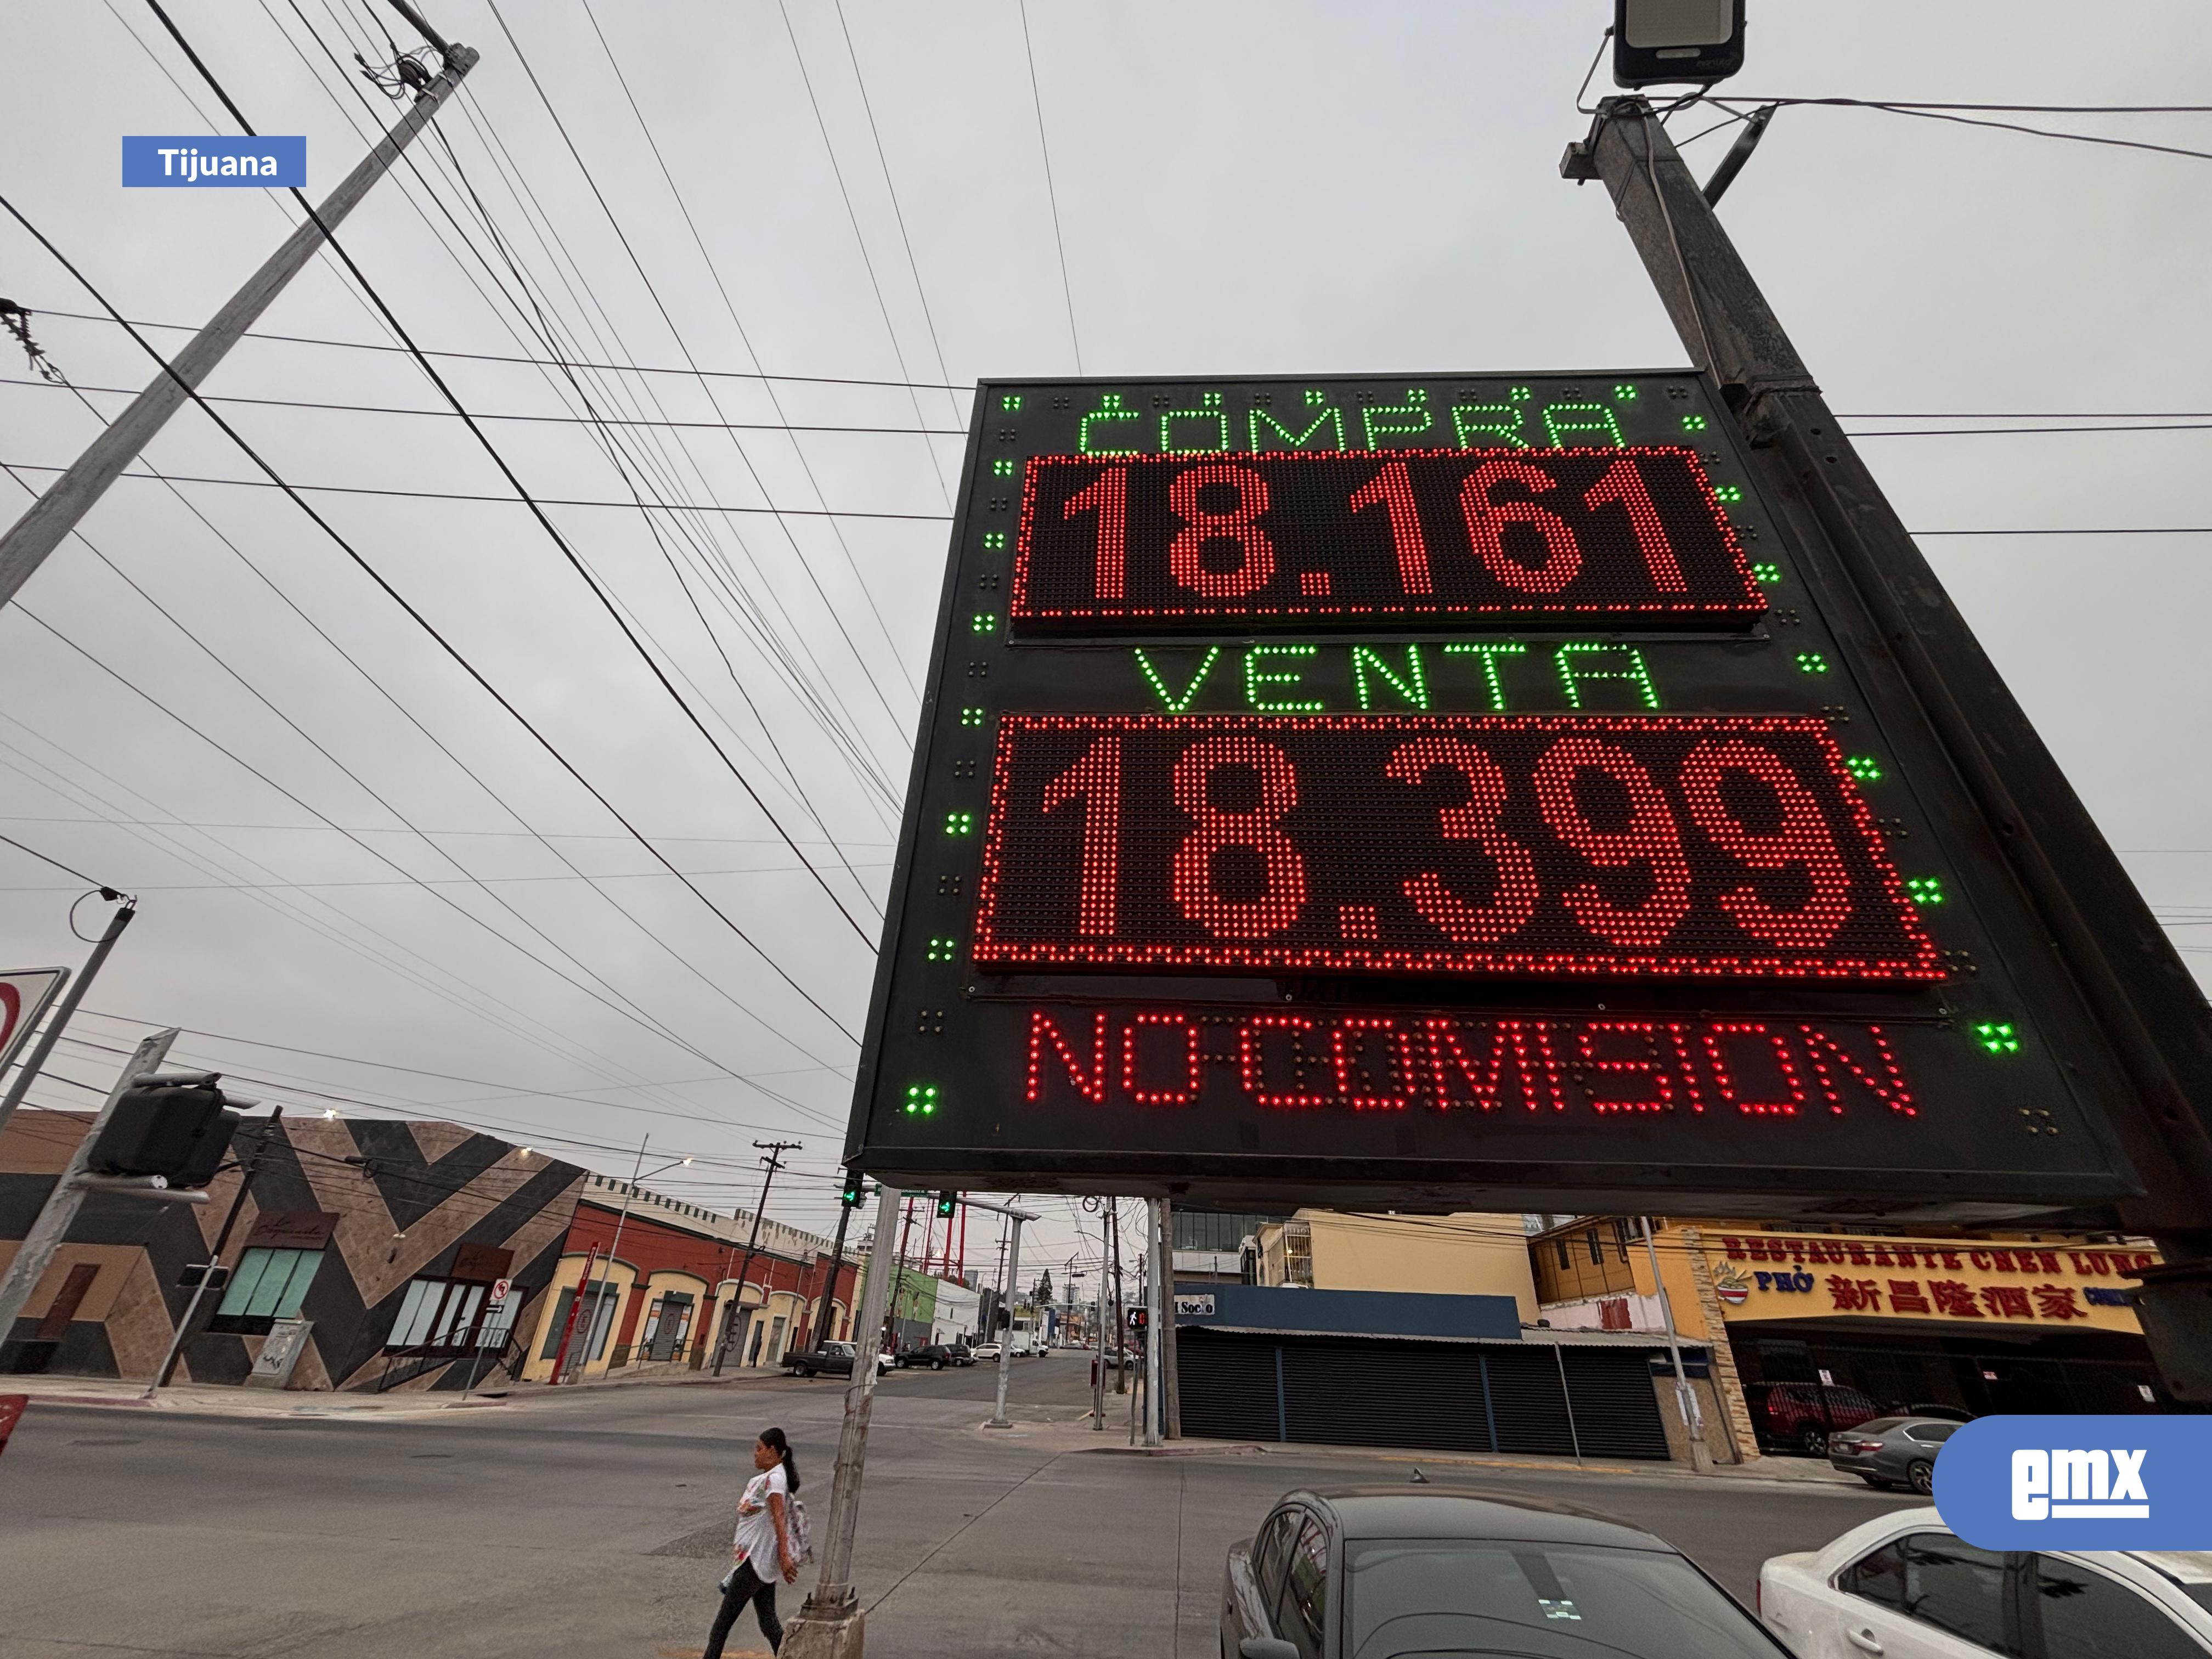 Tijuana
COMPRA
18.161
VENTA
18.399
NO COMISION
RESTAURANTE CHEN LUNG
PHỞ 新昌隆酒家
emx